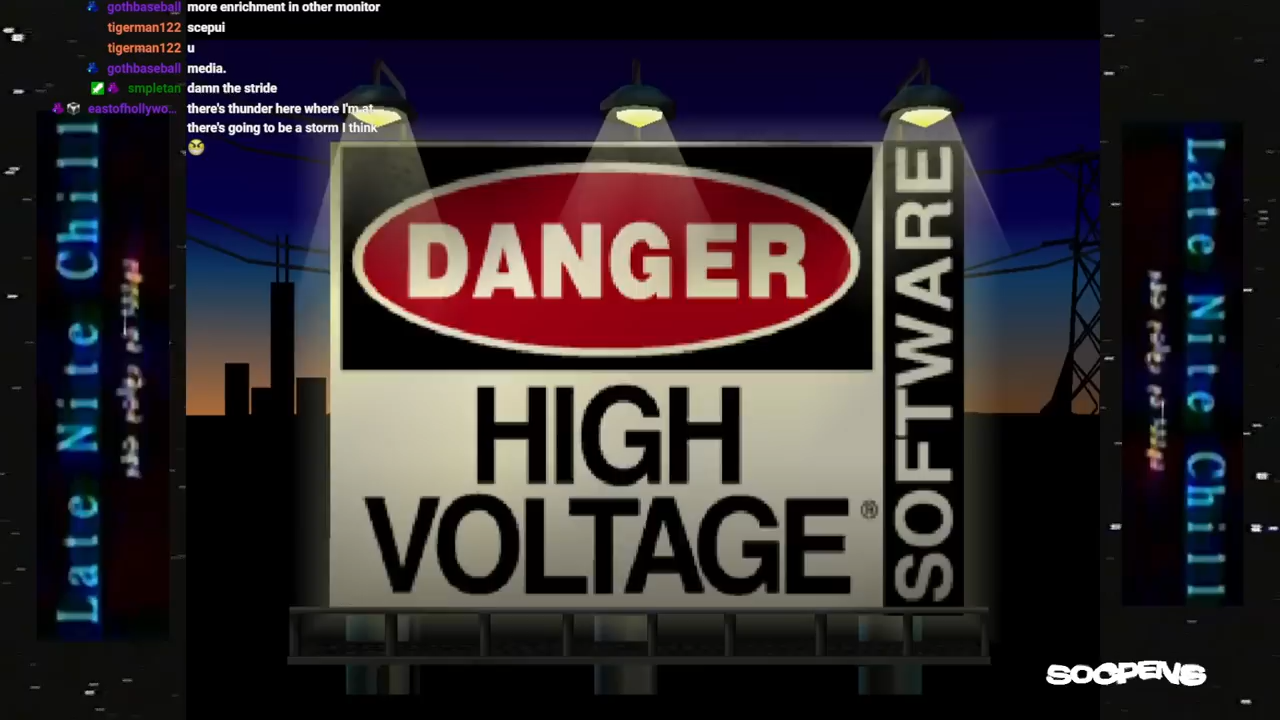 gothbaseball more enrichment in other monitor
tigerman122 scepui
tigerman122 u
gothbaseball media.
smpletan damn the stride
eastofhollywo... there's thunder here where I'm at
there's going to be a storm I think
DANGER
HIGH
VOLTAGE®
SOFTWARE
Late Nite Chill
Late Nite Chill
SOOPENS